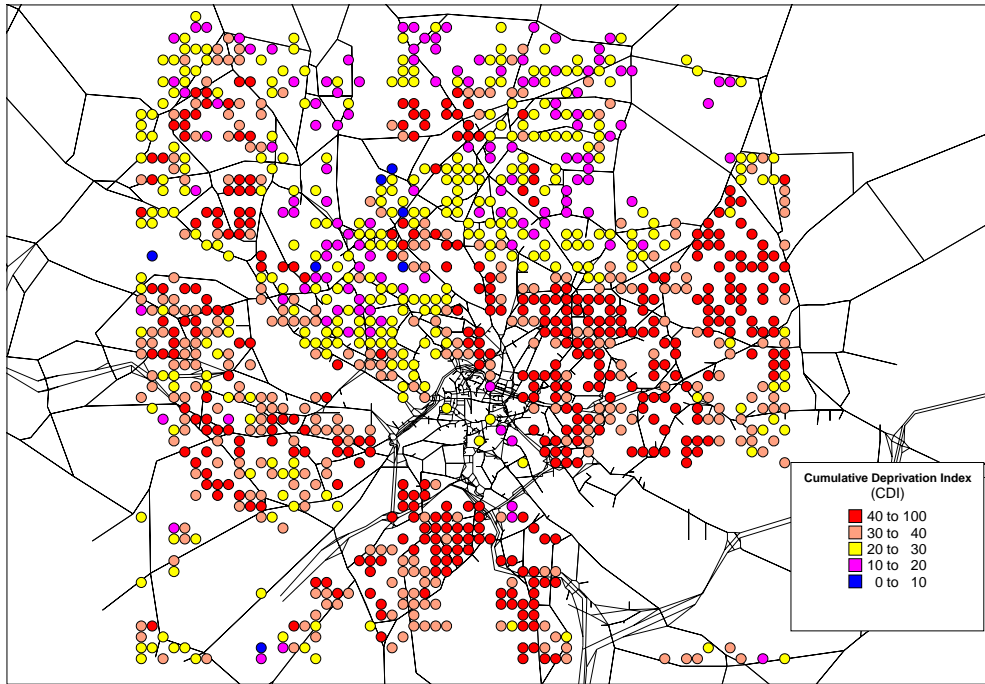 Cumulative Deprivation Index
(CDI)
40 to 100
30 to 40
20 to 30
10 to 20
0 to 10